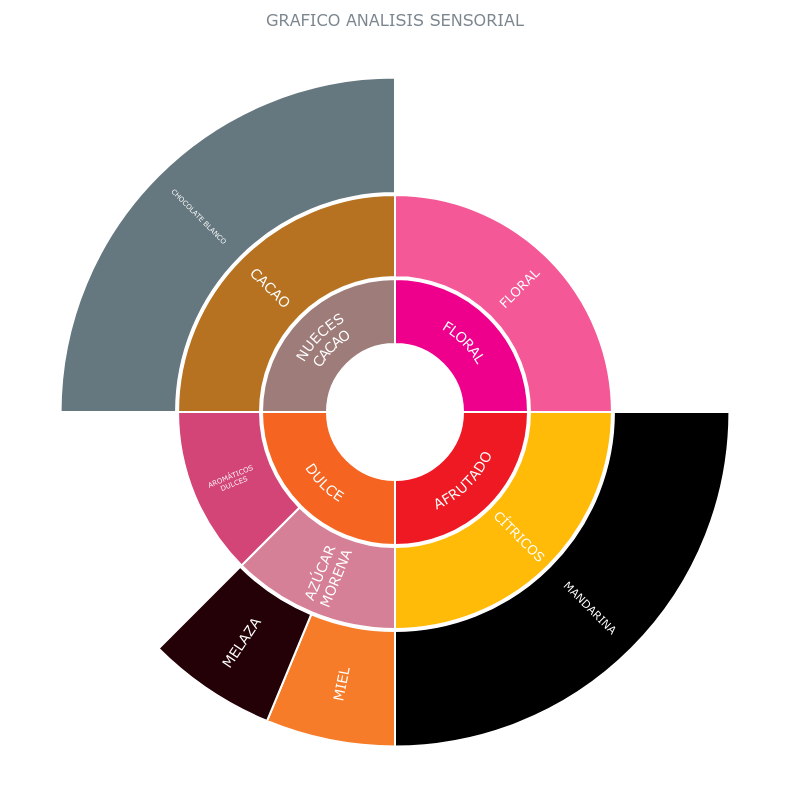 GRAFICO ANALISIS SENSORIAL
CHOCOLATE BLANCO
CACAO
FLORAL
NUECES
CACAO
FLORAL
DULCE
AFRUTADO
AROMÁTICOS
DULCES
AZÚCAR
MORENA
CÍTRICOS
MELAZA
MIEL
MANDARINA